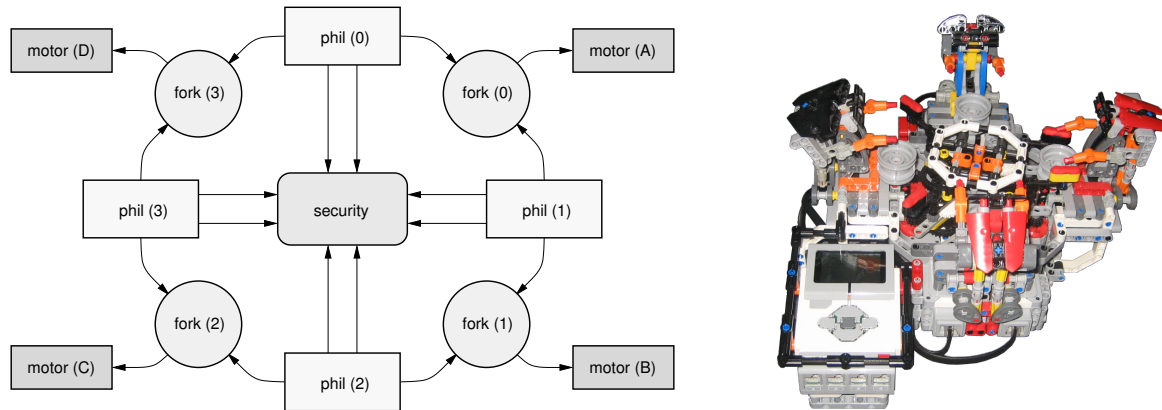 phil (0)
motor (D)
motor (A)
fork (3)
fork (0)
phil (3)
security
phil (1)
fork (2)
fork (1)
motor (C)
phil (2)
motor (B)